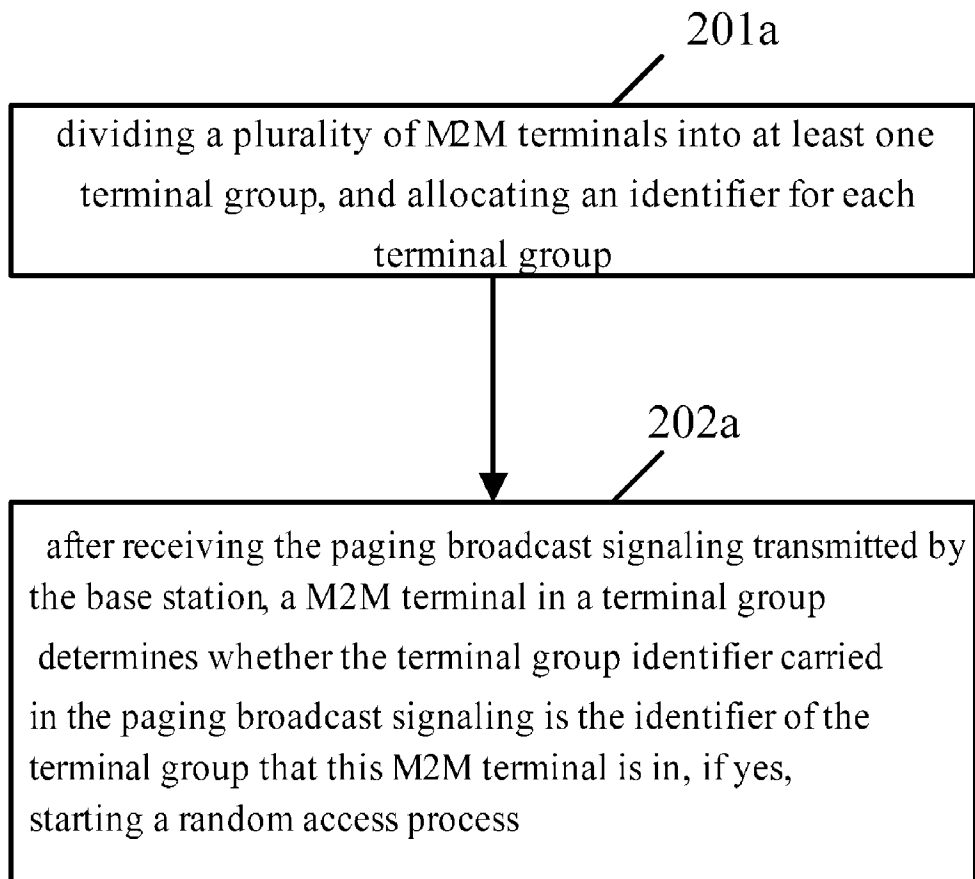 201a
dividing a plurality of M2M terminals into at least one
terminal group, and allocating an identifier for each
terminal group
202a
after receiving the paging broadcast signaling transmitted by
the base station, a M2M terminal in a terminal group
determines whether the terminal group identifier carried
in the paging broadcast signaling is the identifier of the
terminal group that this M2M terminal is in, if yes,
starting a random access process